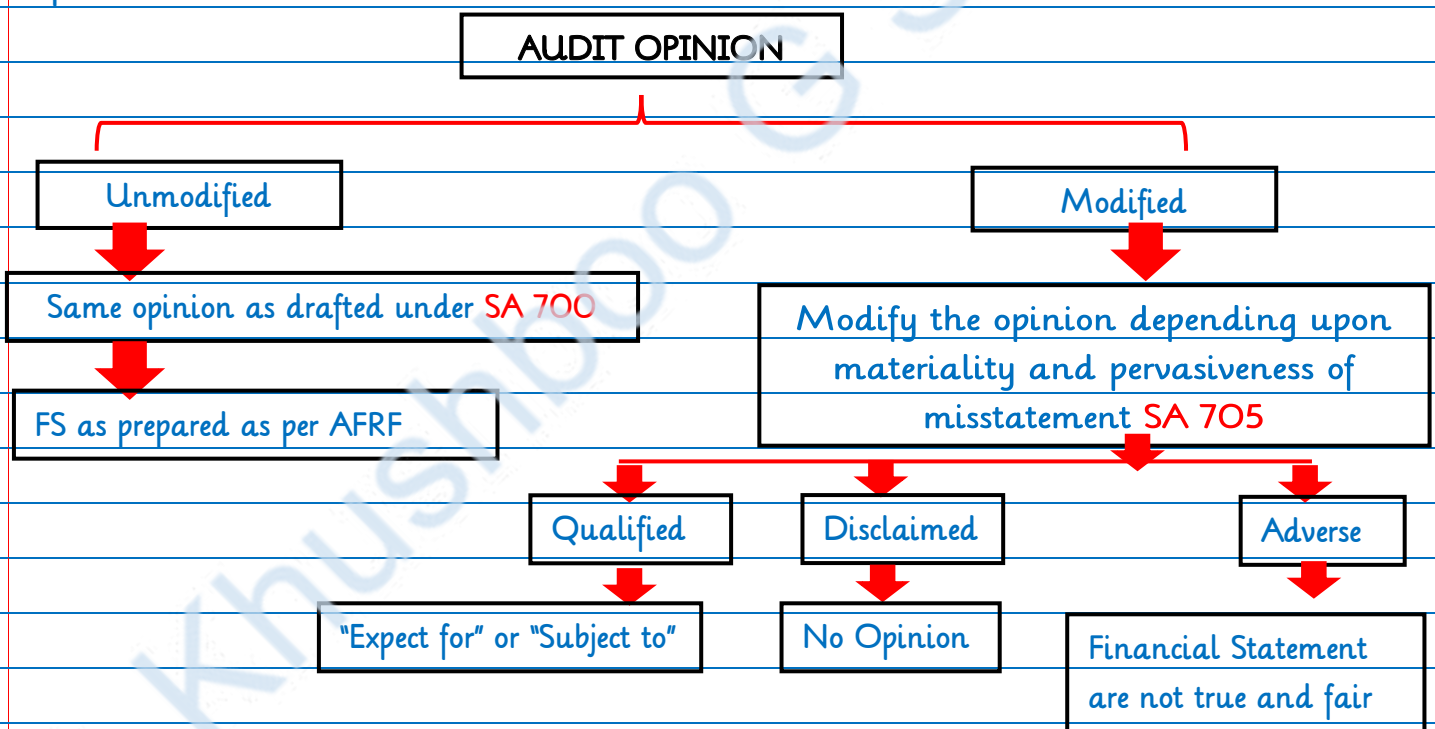 AUDIT OPINION
Unmodified
Modified
Same opinion as drafted under SA 700
Modify the opinion depending upon
materiality and pervasiveness of
misstatement SA 705
FS as prepared as per AFRF
Qualified
Disclaimed
Adverse
“Expect for” or “Subject to”
No Opinion
Financial Statement
are not true and fair
Khushboo G